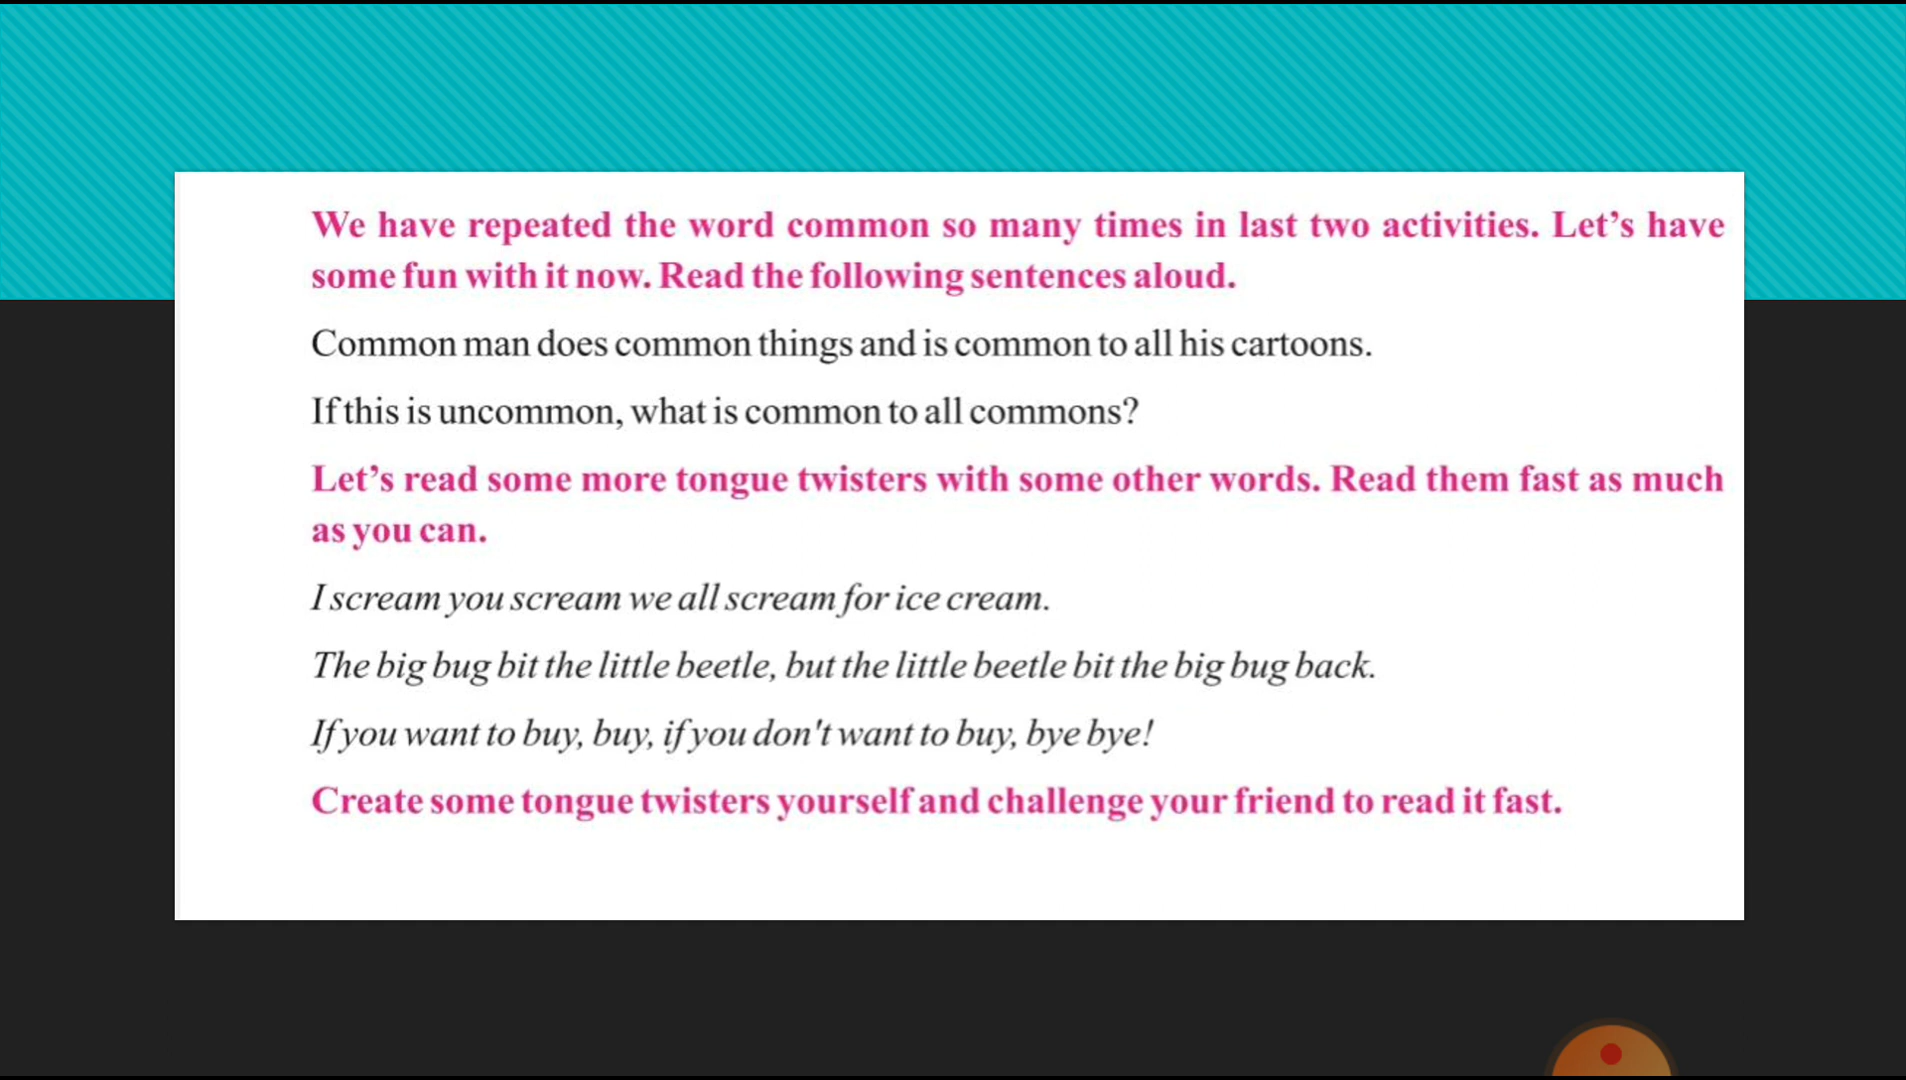 We have repeated the word common so many times in last two activities. Let’s have
some fun with it now. Read the following sentences aloud.
Common man does common things and is common to all his cartoons.
If this is uncommon, what is common to all commons?
Let’s read some more tongue twisters with some other words. Read them fast as much
as you can.
I scream you scream we all scream for ice cream.
The big bug bit the little beetle, but the little beetle bit the big bug back.
If you want to buy, buy, if you don't want to buy, bye bye!
Create some tongue twisters yourself and challenge your friend to read it fast.